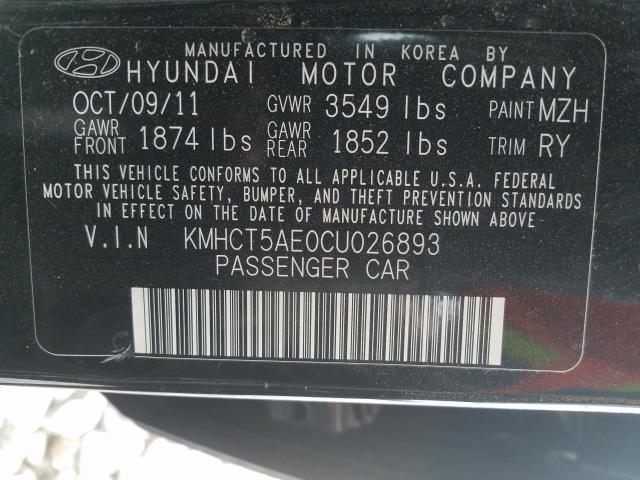 MANUFACTURED IN KOREA BY
HYUNDAI MOTOR COMPANY
OCT/09/11 GVWR 3549 lbs PAINT MZH
GAWR FRONT 1874 lbs GAWR REAR 1852 lbs TRIM RY
THIS VEHICLE CONFORMS TO ALL APPLICABLE U.S.A. FEDERAL
MOTOR VEHICLE SAFETY, BUMPER, AND THEFT PREVENTION STANDARDS
IN EFFECT ON THE DATE OF MANUFACTURE SHOWN ABOVE
V.I.N KMHCT5AE0CU026893
PASSENGER CAR